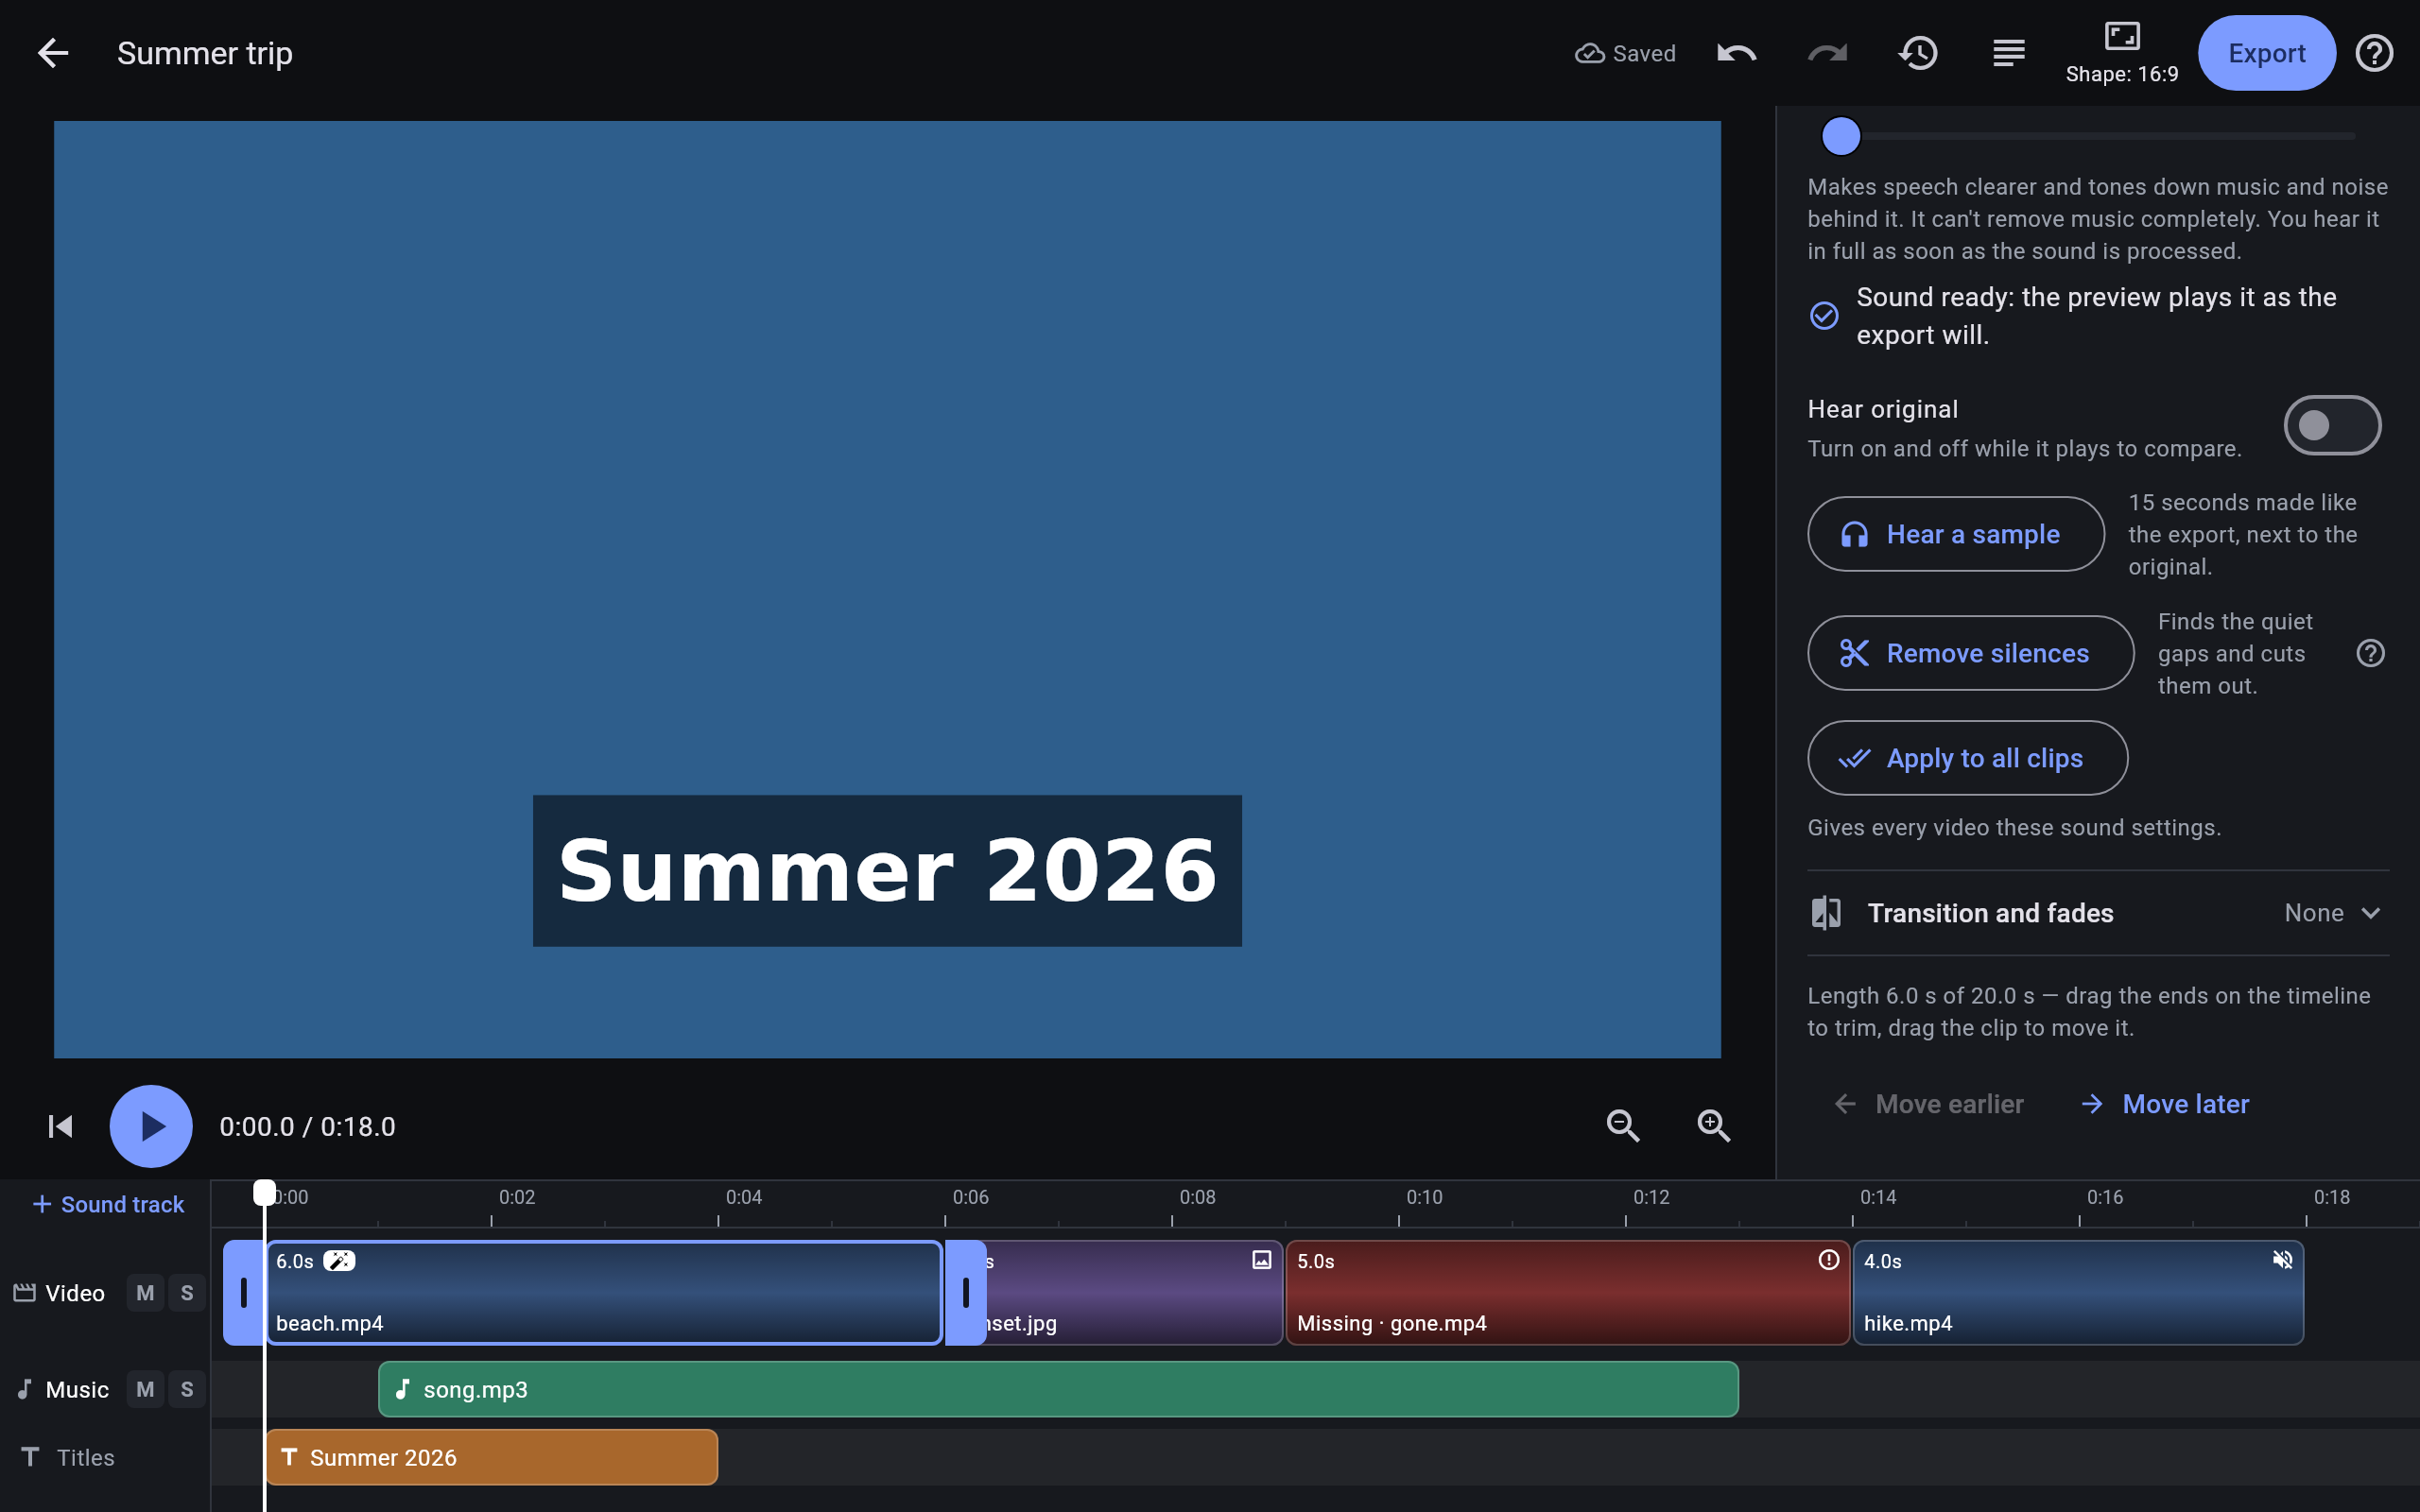 Summer trip
Saved
Shape: 16:9
Export
Makes speech clearer and tones down music and noise
behind it. It can't remove music completely. You hear it
in full as soon as the sound is processed.
Sound ready: the preview plays it as the
export will.
Hear original
Turn on and off while it plays to compare.
Hear a sample
15 seconds made like
the export, next to the
original.
Remove silences
Finds the quiet
gaps and cuts
them out.
Apply to all clips
Gives every video these sound settings.
Transition and fades
None
Length 6.0 s of 20.0 s — drag the ends on the timeline
to trim, drag the clip to move it.
Move earlier
Move later
Summer 2026
0:00.0 / 0:18.0
Sound track
0:00 0:02 0:04 0:06 0:08 0:10 0:12 0:14 0:16 0:18
Video M S
6.0s
beach.mp4
s
nset.jpg
5.0s
Missing · gone.mp4
4.0s
hike.mp4
Music M S
song.mp3
Titles
Summer 2026